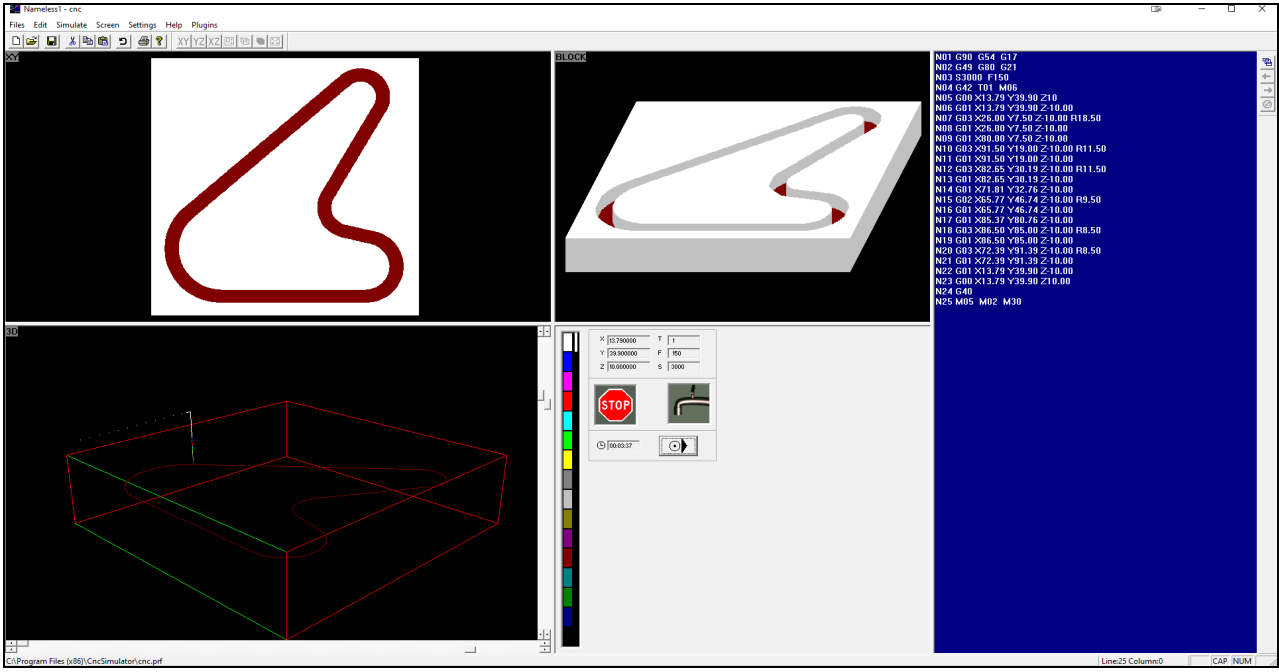 Nameless1 - cnc
Files Edit Simulate Screen Settings Help Plugins
XY YZ XZ
XY
BLOCK
N01 G90 G54 G17
N02 G49 G80 G21
N03 S3000 F150
N04 G42 T01 M06
N05 G00 X13.79 Y39.90 Z10
N06 G01 X13.79 Y39.90 Z-10.00
N07 G03 X26.00 Y7.50 Z-10.00 R18.50
N08 G01 X26.00 Y7.50 Z-10.00
N09 G01 X80.00 Y7.50 Z-10.00
N10 G03 X91.50 Y19.00 Z-10.00 R11.50
N11 G01 X91.50 Y19.00 Z-10.00
N12 G03 X82.65 Y30.19 Z-10.00 R11.50
N13 G01 X82.65 Y30.19 Z-10.00
N14 G01 X71.81 Y32.76 Z-10.00
N15 G02 X65.77 Y46.74 Z-10.00 R9.50
N16 G01 X65.77 Y46.74 Z-10.00
N17 G01 X85.37 Y80.76 Z-10.00
N18 G03 X86.50 Y85.00 Z-10.00 R8.50
N19 G01 X86.50 Y85.00 Z-10.00
N20 G03 X72.39 Y91.39 Z-10.00 R8.50
N21 G01 X72.39 Y91.39 Z-10.00
N22 G01 X13.79 Y39.90 Z-10.00
N23 G00 X13.79 Y39.90 Z10.00
N24 G40
N25 M05 M02 M30
3D
X 13.790000 T 1
Y 39.900000 F 150
Z 10.000000 S 3000
STOP
00:03:37
C:\Program Files (x86)\CncSimulator\cnc.prf
Line:25 Column:0 CAP NUM